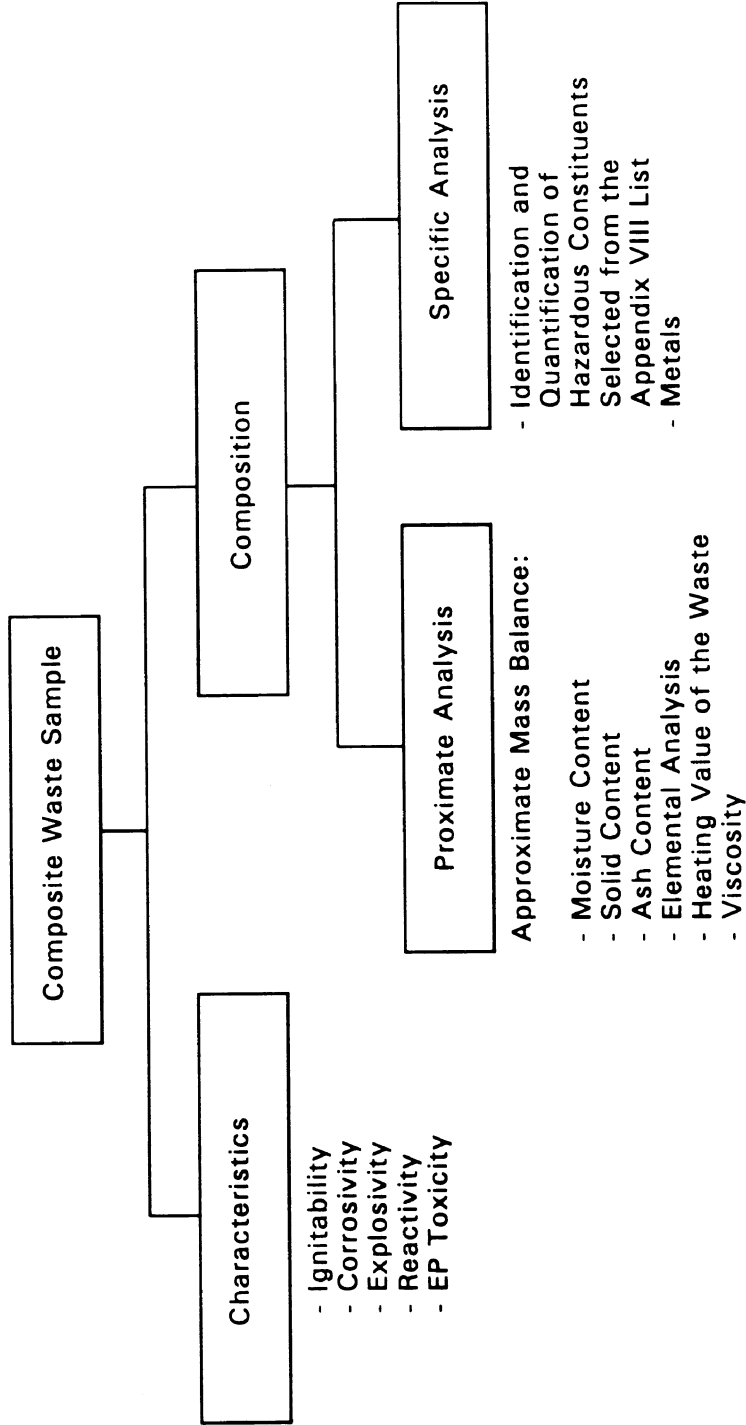 Composite Waste Sample
Characteristics
- Ignitability
- Corrosivity
- Explosivity
- Reactivity
- EP Toxicity
Composition
Proximate Analysis
Approximate Mass Balance:
- Moisture Content
- Solid Content
- Ash Content
- Elemental Analysis
- Heating Value of the Waste
- Viscosity
Specific Analysis
- Identification and
Quantification of
Hazardous Constituents
Selected from the
Appendix VIII List
- Metals